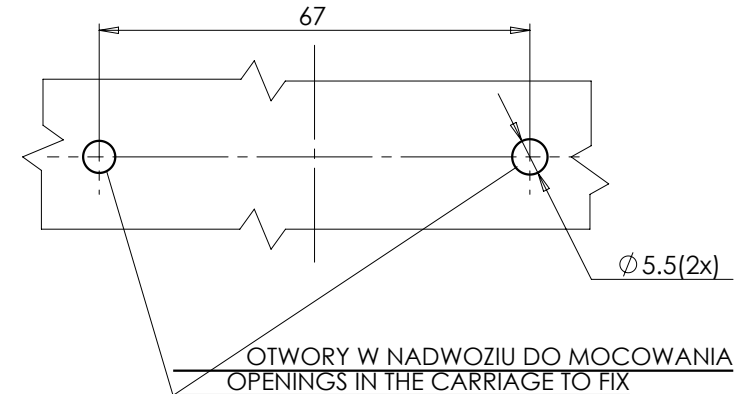 67
⌀5.5(2x)
OTWORY W NADWOZIU DO MOCOWANIA
OPENINGS IN THE CARRIAGE TO FIX